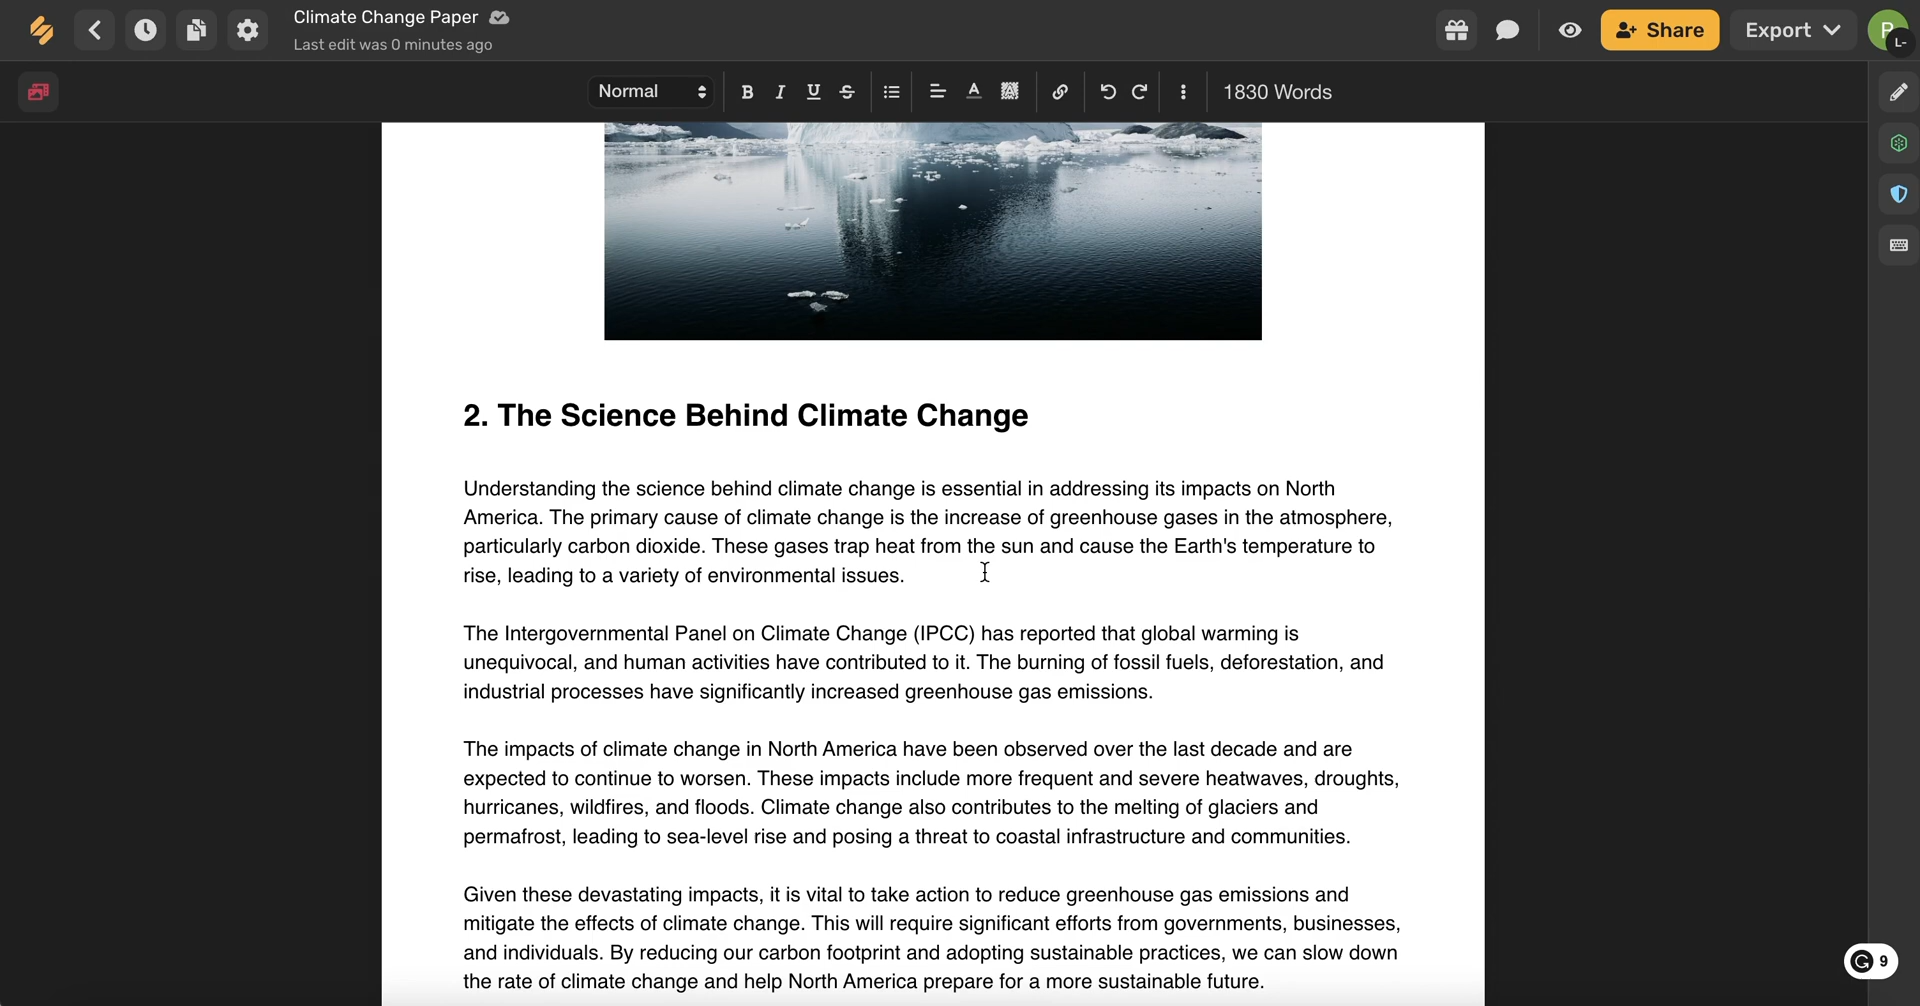 Climate Change Paper
Last edit was 0 minutes ago
Share
Export
P
L-
Normal
B I U S
A
1830 Words
2. The Science Behind Climate Change
Understanding the science behind climate change is essential in addressing its impacts on North
America. The primary cause of climate change is the increase of greenhouse gases in the atmosphere,
particularly carbon dioxide. These gases trap heat from the sun and cause the Earth's temperature to
rise, leading to a variety of environmental issues.
The Intergovernmental Panel on Climate Change (IPCC) has reported that global warming is
unequivocal, and human activities have contributed to it. The burning of fossil fuels, deforestation, and
industrial processes have significantly increased greenhouse gas emissions.
The impacts of climate change in North America have been observed over the last decade and are
expected to continue to worsen. These impacts include more frequent and severe heatwaves, droughts,
hurricanes, wildfires, and floods. Climate change also contributes to the melting of glaciers and
permafrost, leading to sea-level rise and posing a threat to coastal infrastructure and communities.
Given these devastating impacts, it is vital to take action to reduce greenhouse gas emissions and
mitigate the effects of climate change. This will require significant efforts from governments, businesses,
and individuals. By reducing our carbon footprint and adopting sustainable practices, we can slow down
the rate of climate change and help North America prepare for a more sustainable future.
9